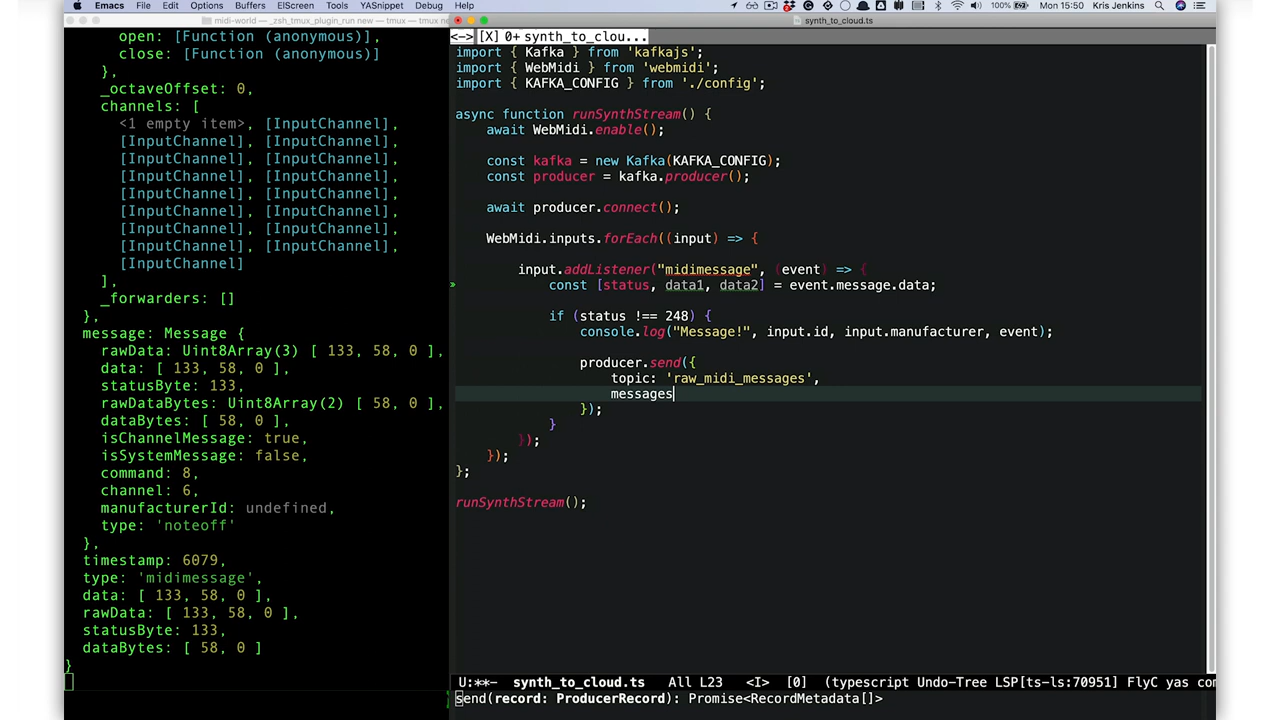 Emacs File Edit Options Buffers ElScreen Tools YASnippet Debug Help
100% Mon 15:50 Kris Jenkins
midi-world — _zsh_tmux_plugin_run new — tmux
synth_to_cloud.ts
open: [Function (anonymous)],
close: [Function (anonymous)]
},
_octaveOffset: 0,
channels: [
<1 empty item>, [InputChannel],
[InputChannel], [InputChannel],
[InputChannel], [InputChannel],
[InputChannel], [InputChannel],
[InputChannel], [InputChannel],
[InputChannel], [InputChannel],
[InputChannel], [InputChannel],
[InputChannel], [InputChannel],
[InputChannel]
],
_forwarders: []
},
message: Message {
rawData: Uint8Array(3) [ 133, 58, 0 ],
data: [ 133, 58, 0 ],
statusByte: 133,
rawDataBytes: Uint8Array(2) [ 58, 0 ],
dataBytes: [ 58, 0 ],
isChannelMessage: true,
isSystemMessage: false,
command: 8,
channel: 6,
manufacturerId: undefined,
type: 'noteoff'
},
timestamp: 6079,
type: 'midimessage',
data: [ 133, 58, 0 ],
rawData: [ 133, 58, 0 ],
statusByte: 133,
dataBytes: [ 58, 0 ]
}
<-> [X] 0+ synth_to_clou...
import { Kafka } from 'kafkajs';
import { WebMidi } from 'webmidi';
import { KAFKA_CONFIG } from './config';
async function runSynthStream() {
await WebMidi.enable();
const kafka = new Kafka(KAFKA_CONFIG);
const producer = kafka.producer();
await producer.connect();
WebMidi.inputs.forEach((input) => {
input.addListener("midimessage", (event) => {
const [status, data1, data2] = event.message.data;
if (status !== 248) {
console.log("Message!", input.id, input.manufacturer, event);
producer.send({
topic: 'raw_midi_messages',
messages
});
}
});
});
};
runSynthStream();
U:**- synth_to_cloud.ts All L23 <I> [0] (typescript Undo-Tree LSP[ts-ls:70951] FlyC yas com
send(record: ProducerRecord): Promise<RecordMetadata[]>